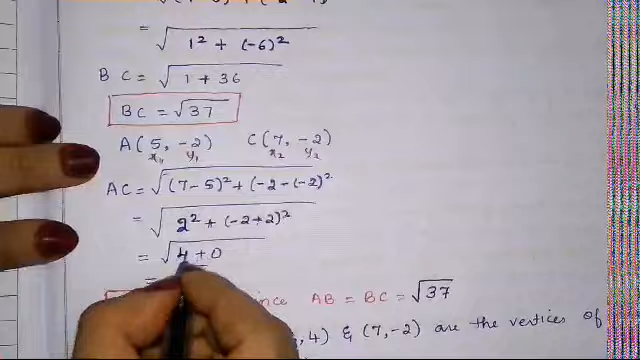 = √1² + (-6)²
BC = √1 + 36
BC = √37
A(5, -2) C(7, -2)
x₁ y₁ x₂ y₂
AC = √(7-5)² + (-2-(-2)²
= √2² + (-2+2)²
= √4 + 0
=
AB = BC = √37
, 4) & (7, -2) are the vertices of